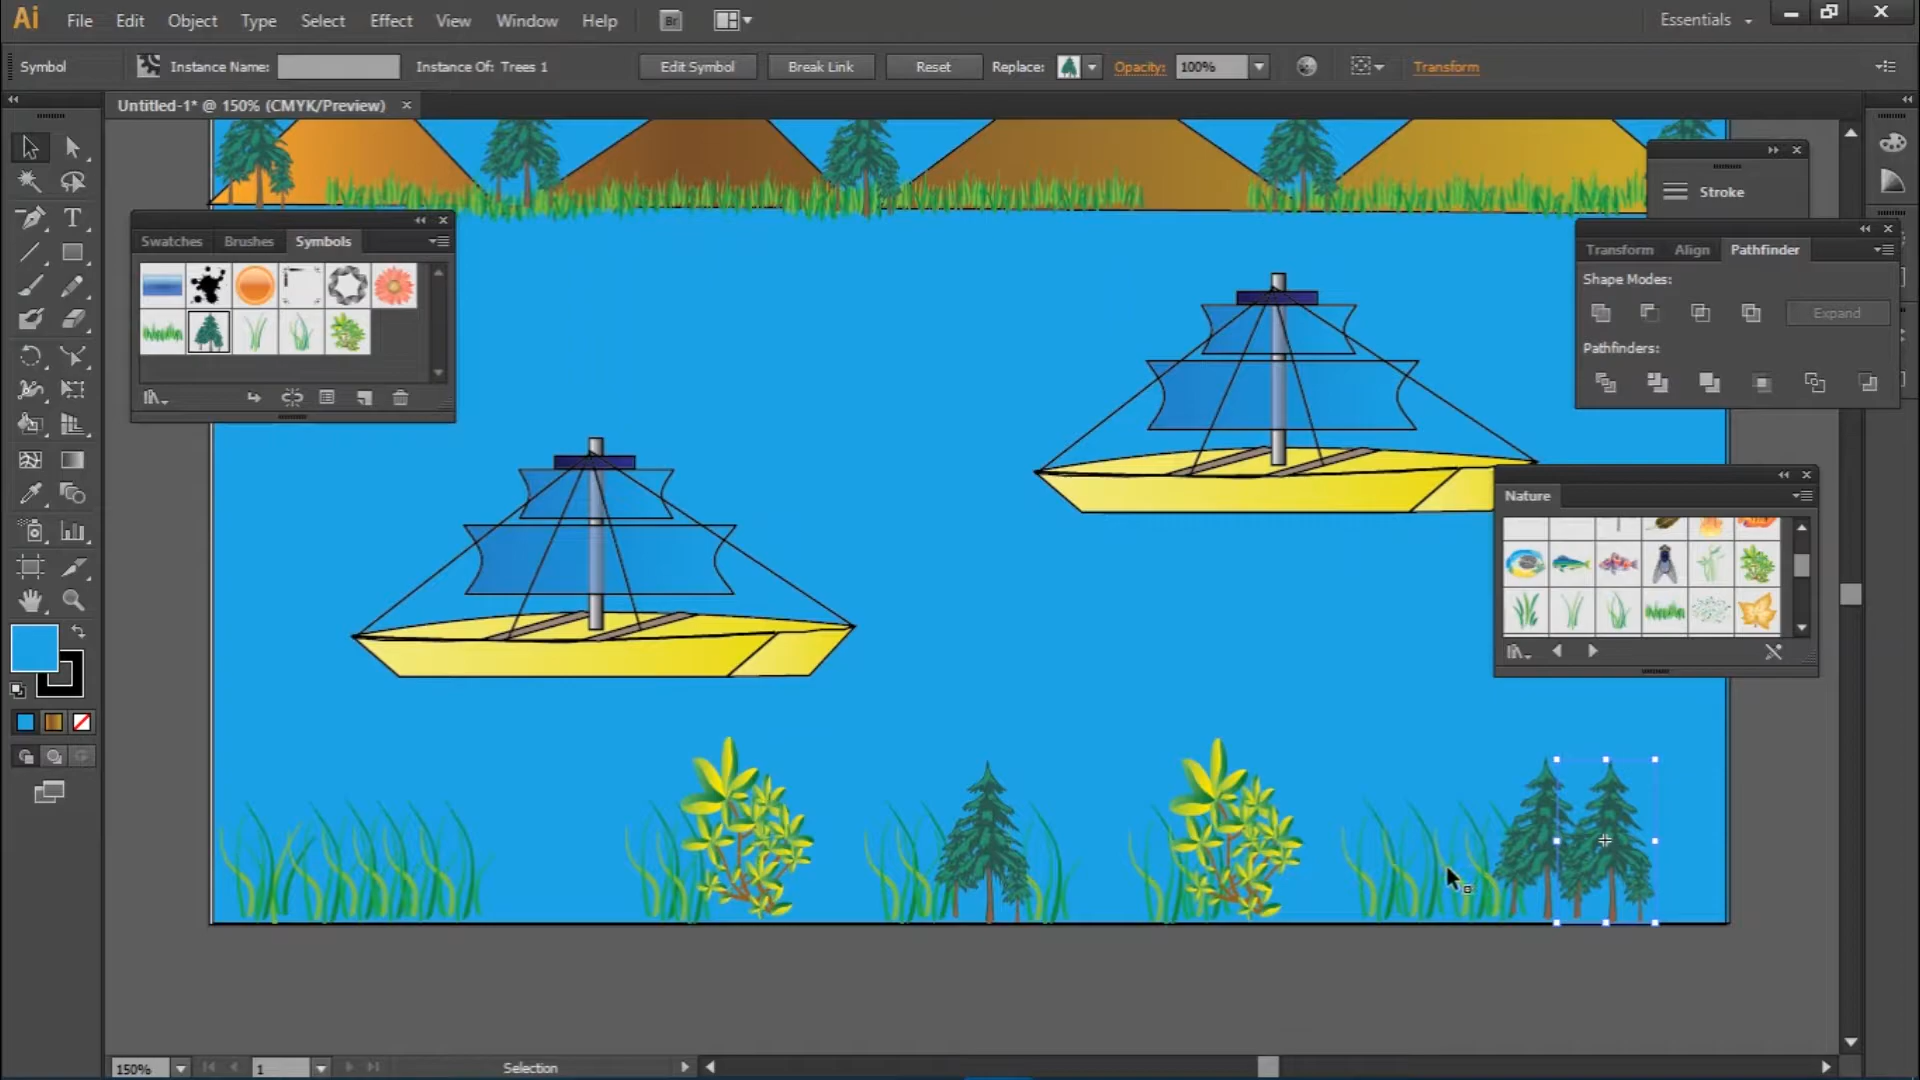 Ai File Edit Object Type Select Effect View Window Help Br Essentials
Symbol Instance Name: Instance Of: Trees 1 Edit Symbol Break Link Reset Replace: Opacity: 100% Transform
Untitled-1* @ 150% (CMYK/Preview)
Stroke
Swatches Brushes Symbols
Transform Align Pathfinder
Shape Modes:
Expand
Pathfinders:
Nature
150% 1 Selection